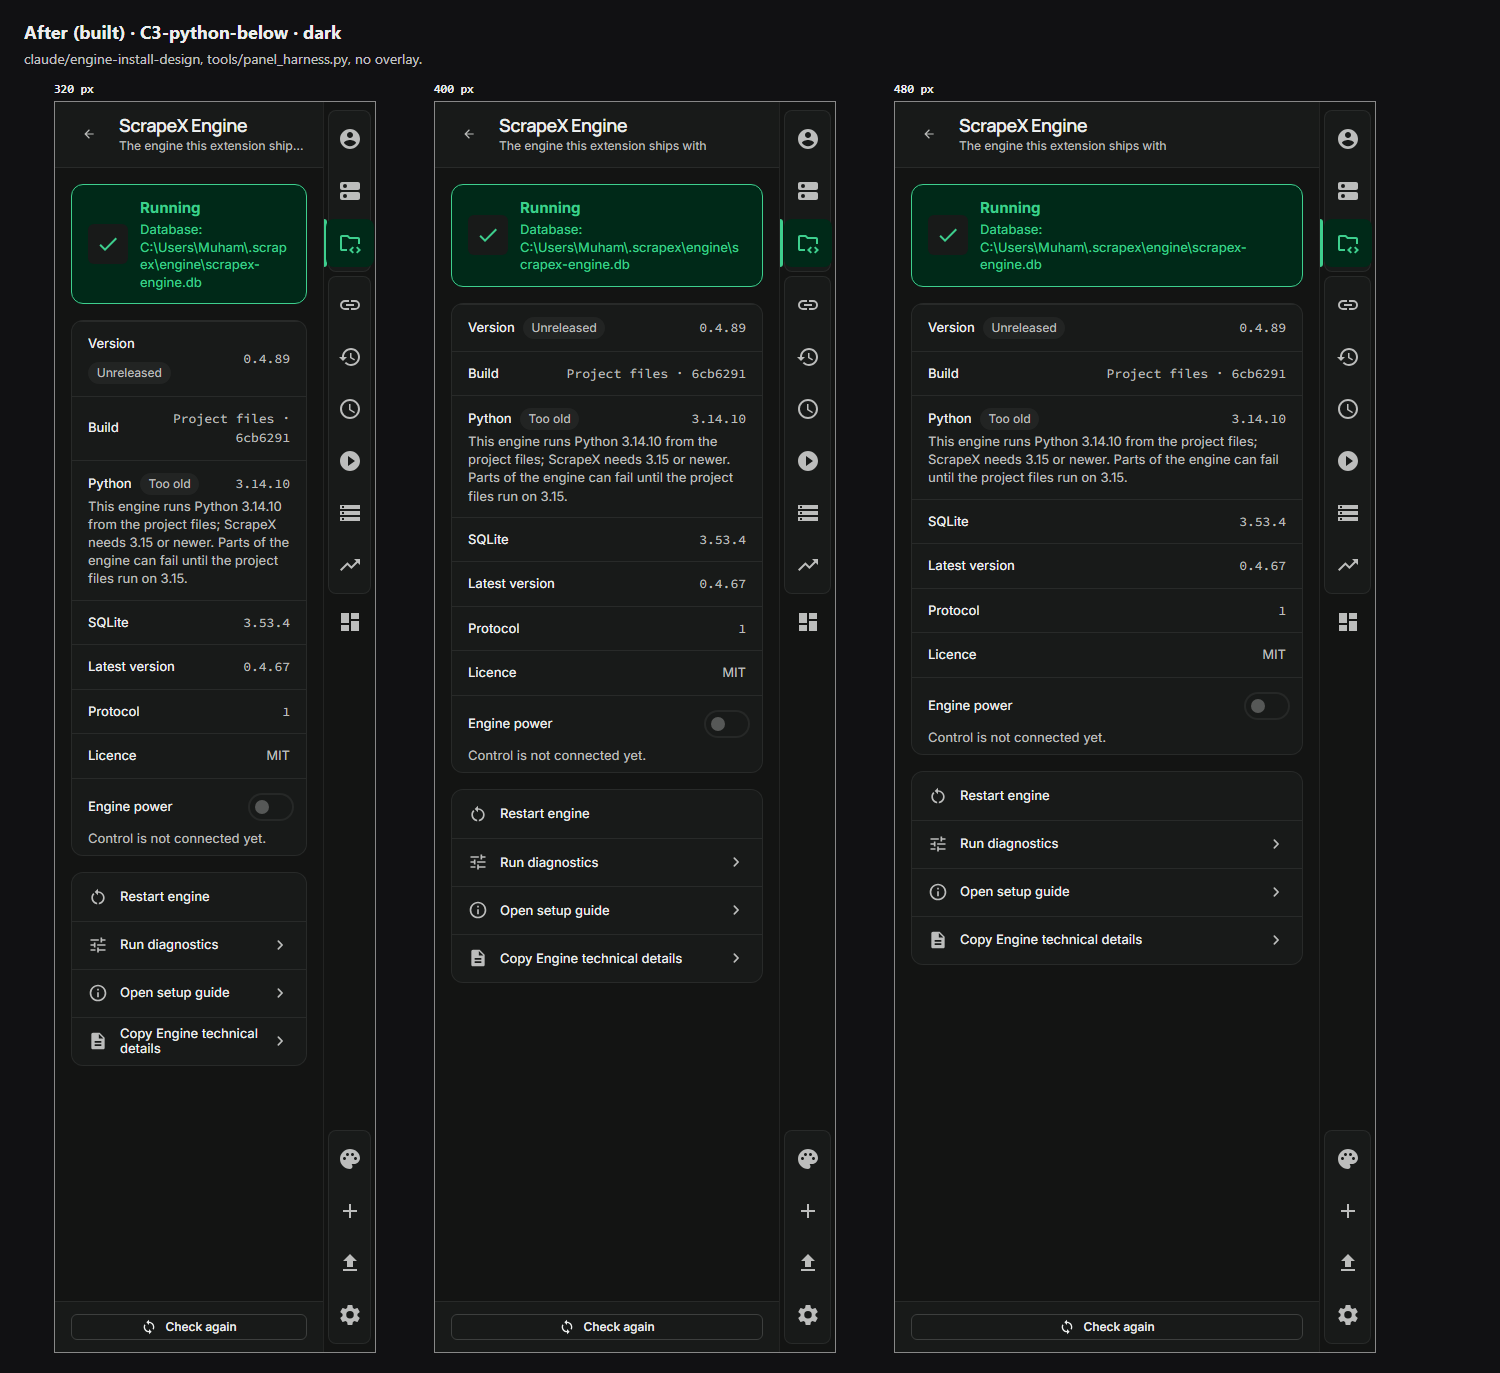 After (built) · C3-python-below · dark
claude/engine-install-design, tools/panel_harness.py, no overlay.
320 px
ScrapeX Engine
The engine this extension ship...
Running
Database:
C:\Users\Muham\.scrap
ex\engine\scrapex-
engine.db
Version
Unreleased
0.4.89
Build
Project files ·
6cb6291
Python Too old 3.14.10
This engine runs Python 3.14.10
from the project files; ScrapeX
needs 3.15 or newer. Parts of the
engine can fail until the project
files run on 3.15.
SQLite 3.53.4
Latest version 0.4.67
Protocol 1
Licence MIT
Engine power
Control is not connected yet.
Restart engine
Run diagnostics
Open setup guide
Copy Engine technical
details
Check again
400 px
ScrapeX Engine
The engine this extension ships with
Running
Database:
C:\Users\Muham\.scrapex\engine\s
crapex-engine.db
Version Unreleased 0.4.89
Build Project files · 6cb6291
Python Too old 3.14.10
This engine runs Python 3.14.10 from the
project files; ScrapeX needs 3.15 or newer.
Parts of the engine can fail until the project
files run on 3.15.
SQLite 3.53.4
Latest version 0.4.67
Protocol 1
Licence MIT
Engine power
Control is not connected yet.
Restart engine
Run diagnostics
Open setup guide
Copy Engine technical details
Check again
480 px
ScrapeX Engine
The engine this extension ships with
Running
Database:
C:\Users\Muham\.scrapex\engine\scrapex-
engine.db
Version Unreleased 0.4.89
Build Project files · 6cb6291
Python Too old 3.14.10
This engine runs Python 3.14.10 from the project files;
ScrapeX needs 3.15 or newer. Parts of the engine can fail
until the project files run on 3.15.
SQLite 3.53.4
Latest version 0.4.67
Protocol 1
Licence MIT
Engine power
Control is not connected yet.
Restart engine
Run diagnostics
Open setup guide
Copy Engine technical details
Check again